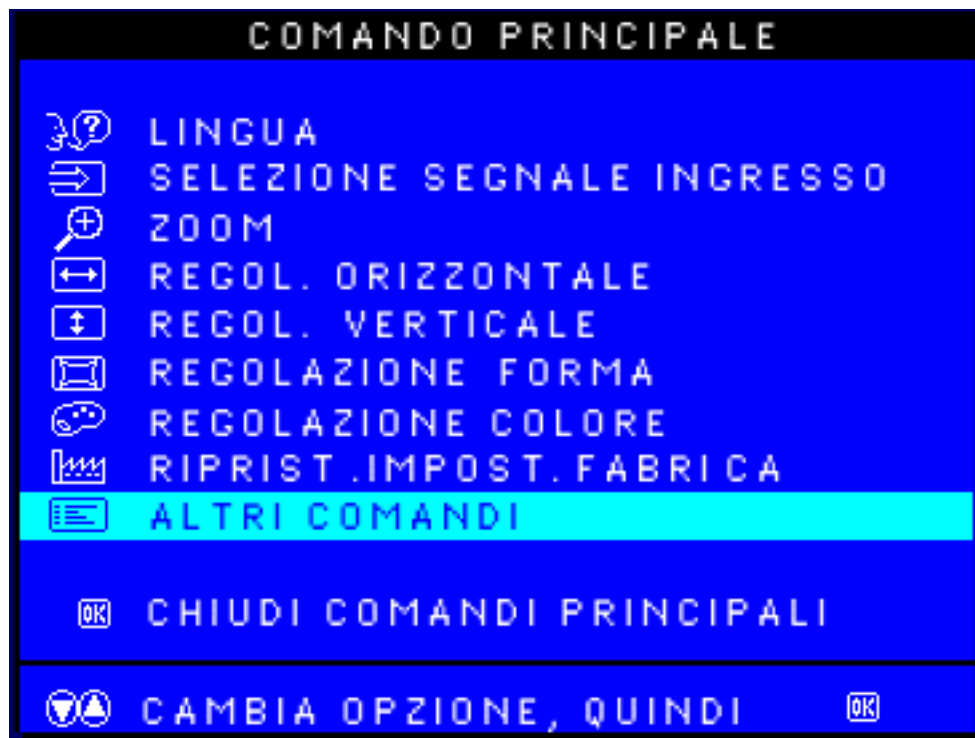 COMANDO PRINCIPALE
LINGUA
SELEZIONE SEGNALE INGRESSO
ZOOM
REGOL. ORIZZONTALE
REGOL. VERTICALE
REGOLAZIONE FORMA
REGOLAZIONE COLORE
RIPRIST.IMPOST.FABRICA
ALTRI COMANDI
OK CHIUDI COMANDI PRINCIPALI
CAMBIA OPZIONE, QUINDI OK